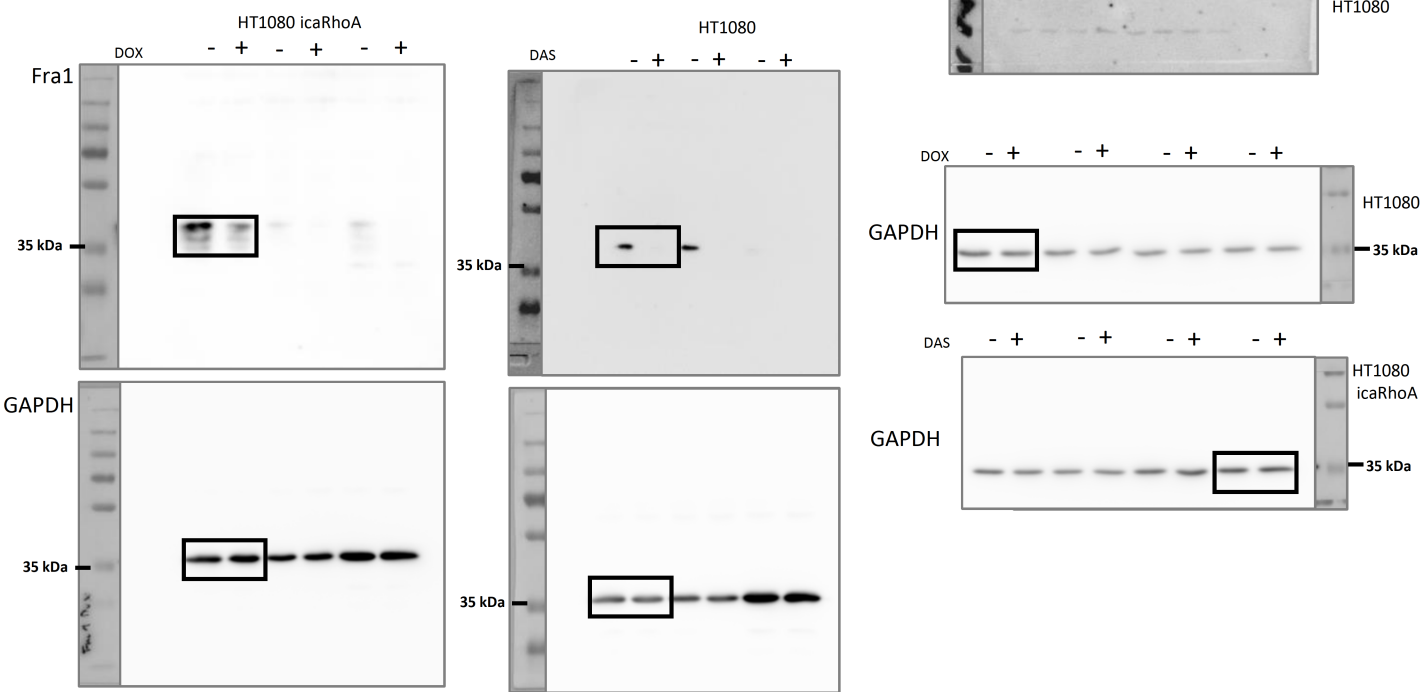 HT1080 icaRhoA
DOX - + - + - +
Fra1
35 kDa
GAPDH
35 kDa
HT1080
DAS - + - + - +
35 kDa
35 kDa
HT1080
DOX - + - + - + - +
GAPDH
HT1080
35 kDa
DAS - + - + - + - +
GAPDH
HT1080
icaRhoA
35 kDa